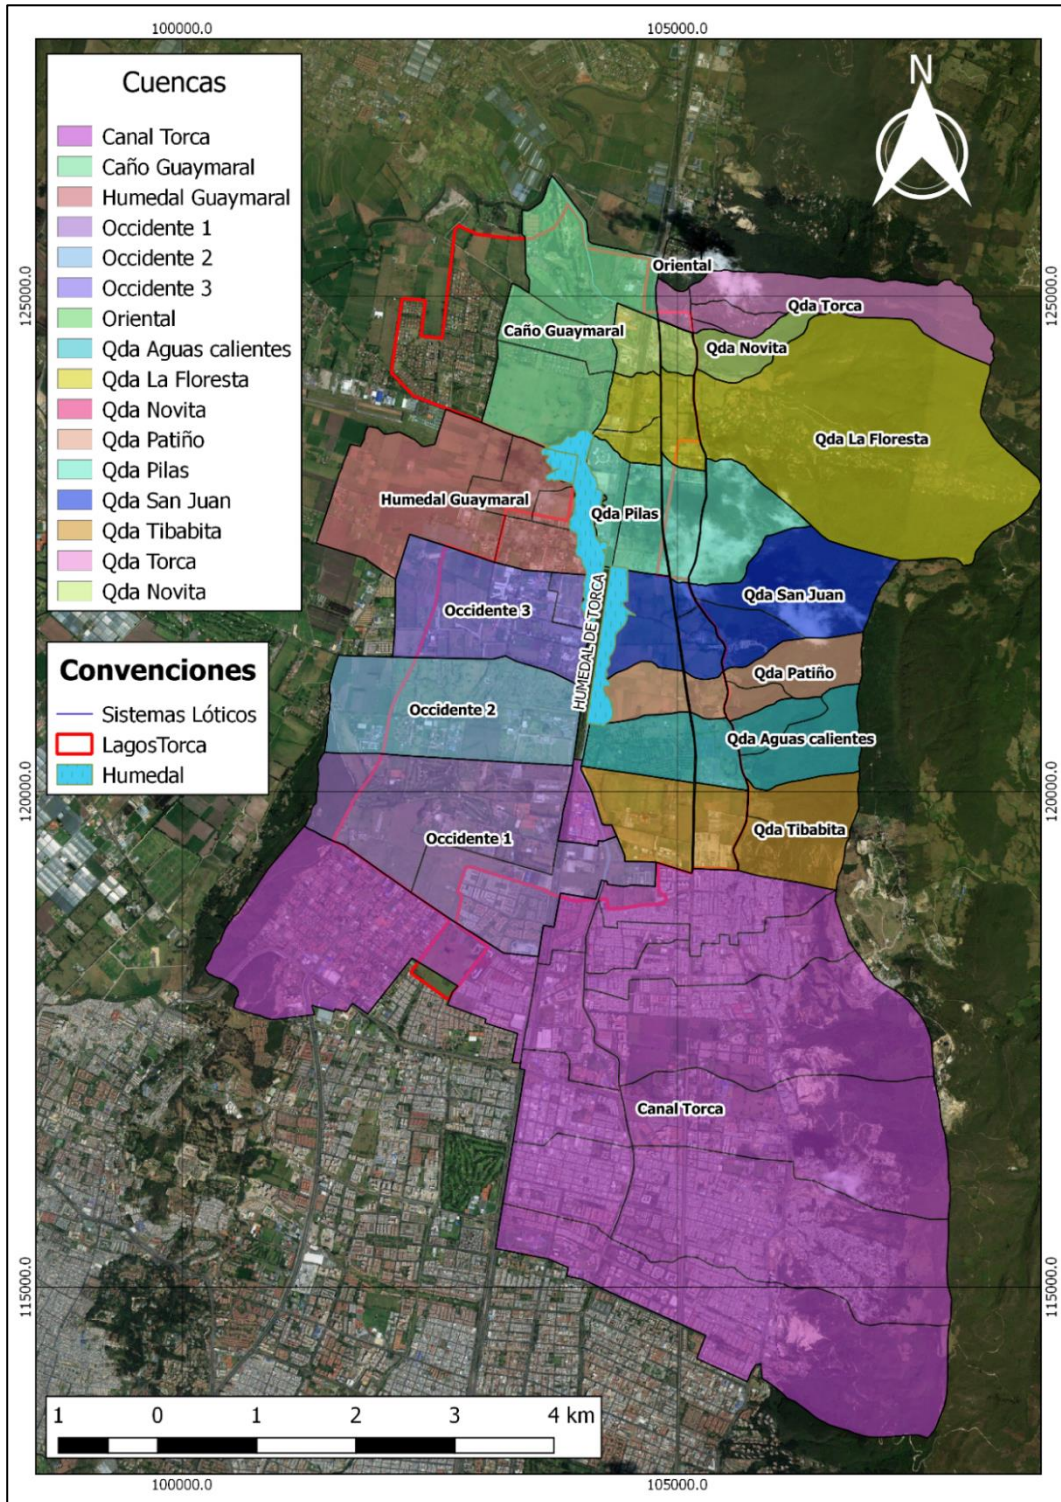 100000.0
105000.0
Cuencas
Canal Torca
Caño Guaymaral
Humedal Guaymaral
Occidente 1
Occidente 2
Occidente 3
Oriental
Qda Aguas calientes
Qda La Floresta
Qda Novita
Qda Patiño
Qda Pilas
Qda San Juan
Qda Tibabita
Qda Torca
Qda Novita
Convenciones
Sistemas Lóticos
LagosTorca
Humedal
N
125000.0
125000.0
Oriental
Qda Torca
Caño Guaymaral
Qda Novita
Qda La Floresta
Humedal Guaymaral
Qda Pilas
Qda San Juan
Occidente 3
HUMEDAL DE TORCA
Qda Patiño
Occidente 2
Qda Aguas calientes
120000.0
120000.0
Occidente 1
Qda Tibabita
Canal Torca
115000.0
115000.0
1 0 1 2 3 4 km
100000.0
105000.0